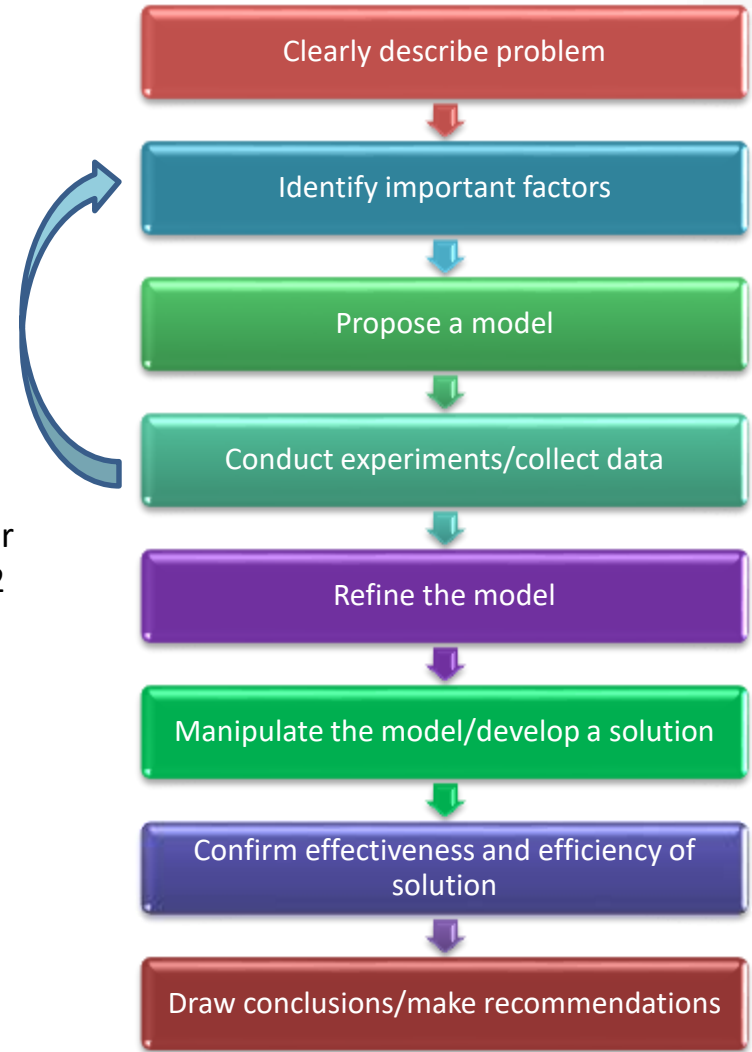 Clearly describe problem
Identify important factors
Propose a model
Conduct experiments/collect data
r
2
Refine the model
Manipulate the model/develop a solution
Confirm effectiveness and efficiency of
solution
Draw conclusions/make recommendations